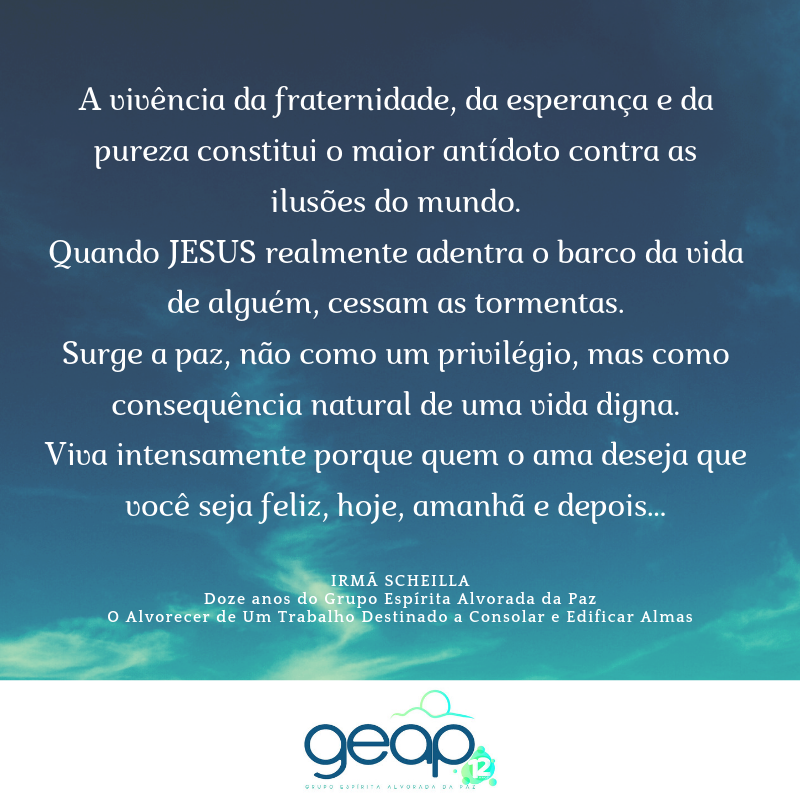 A vivência da fraternidade, da esperança e da
pureza constitui o maior antídoto contra as
ilusões do mundo.
Quando JESUS realmente adentra o barco da vida
de alguém, cessam as tormentas.
Surge a paz, não como um privilégio, mas como
consequência natural de uma vida digna.
Viva intensamente porque quem o ama deseja que
você seja feliz, hoje, amanhã e depois...
IRMÃ SCHEILLA
Doze anos do Grupo Espírita Alvorada da Paz
O Alvorecer de Um Trabalho Destinado a Consolar e Edificar Almas
geap
12
GRUPO ESPÍRITA ALVORADA DA PAZ